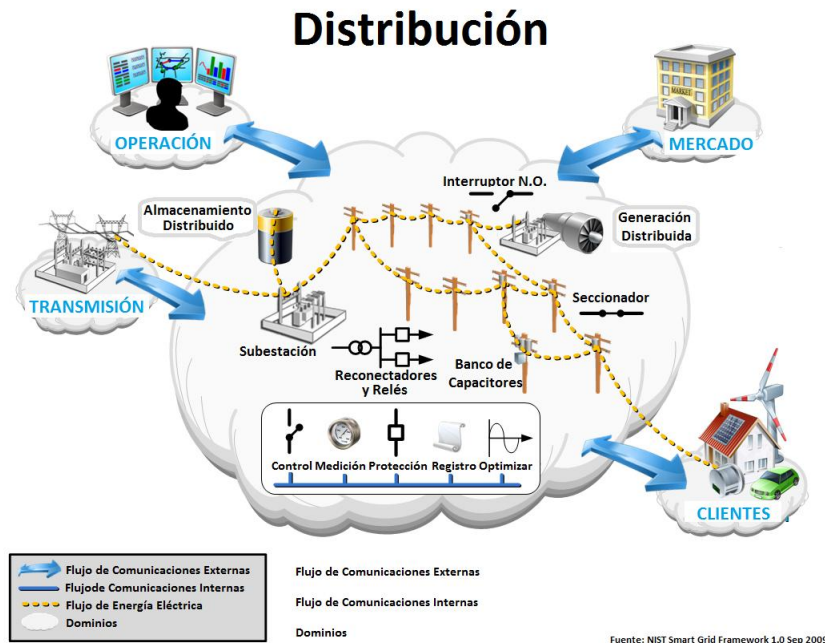 Distribución
OPERACIÓN
MARKET
MERCADO
Interruptor N.O.
Almacenamiento
Distribuido
Generación
Distribuida
TRANSMISIÓN
Seccionador
Subestación
Reconectadores
y Relés
Banco de
Capacitores
Control Medición Protección Registro Optimizar
CLIENTES
Flujo de Comunicaciones Externas
Flujode Comunicaciones Internas
Flujo de Energía Eléctrica
Dominios
Flujo de Comunicaciones Externas
Flujo de Comunicaciones Internas
Dominios
Fuente: NIST Smart Grid Framework 1.0 Sep 2009